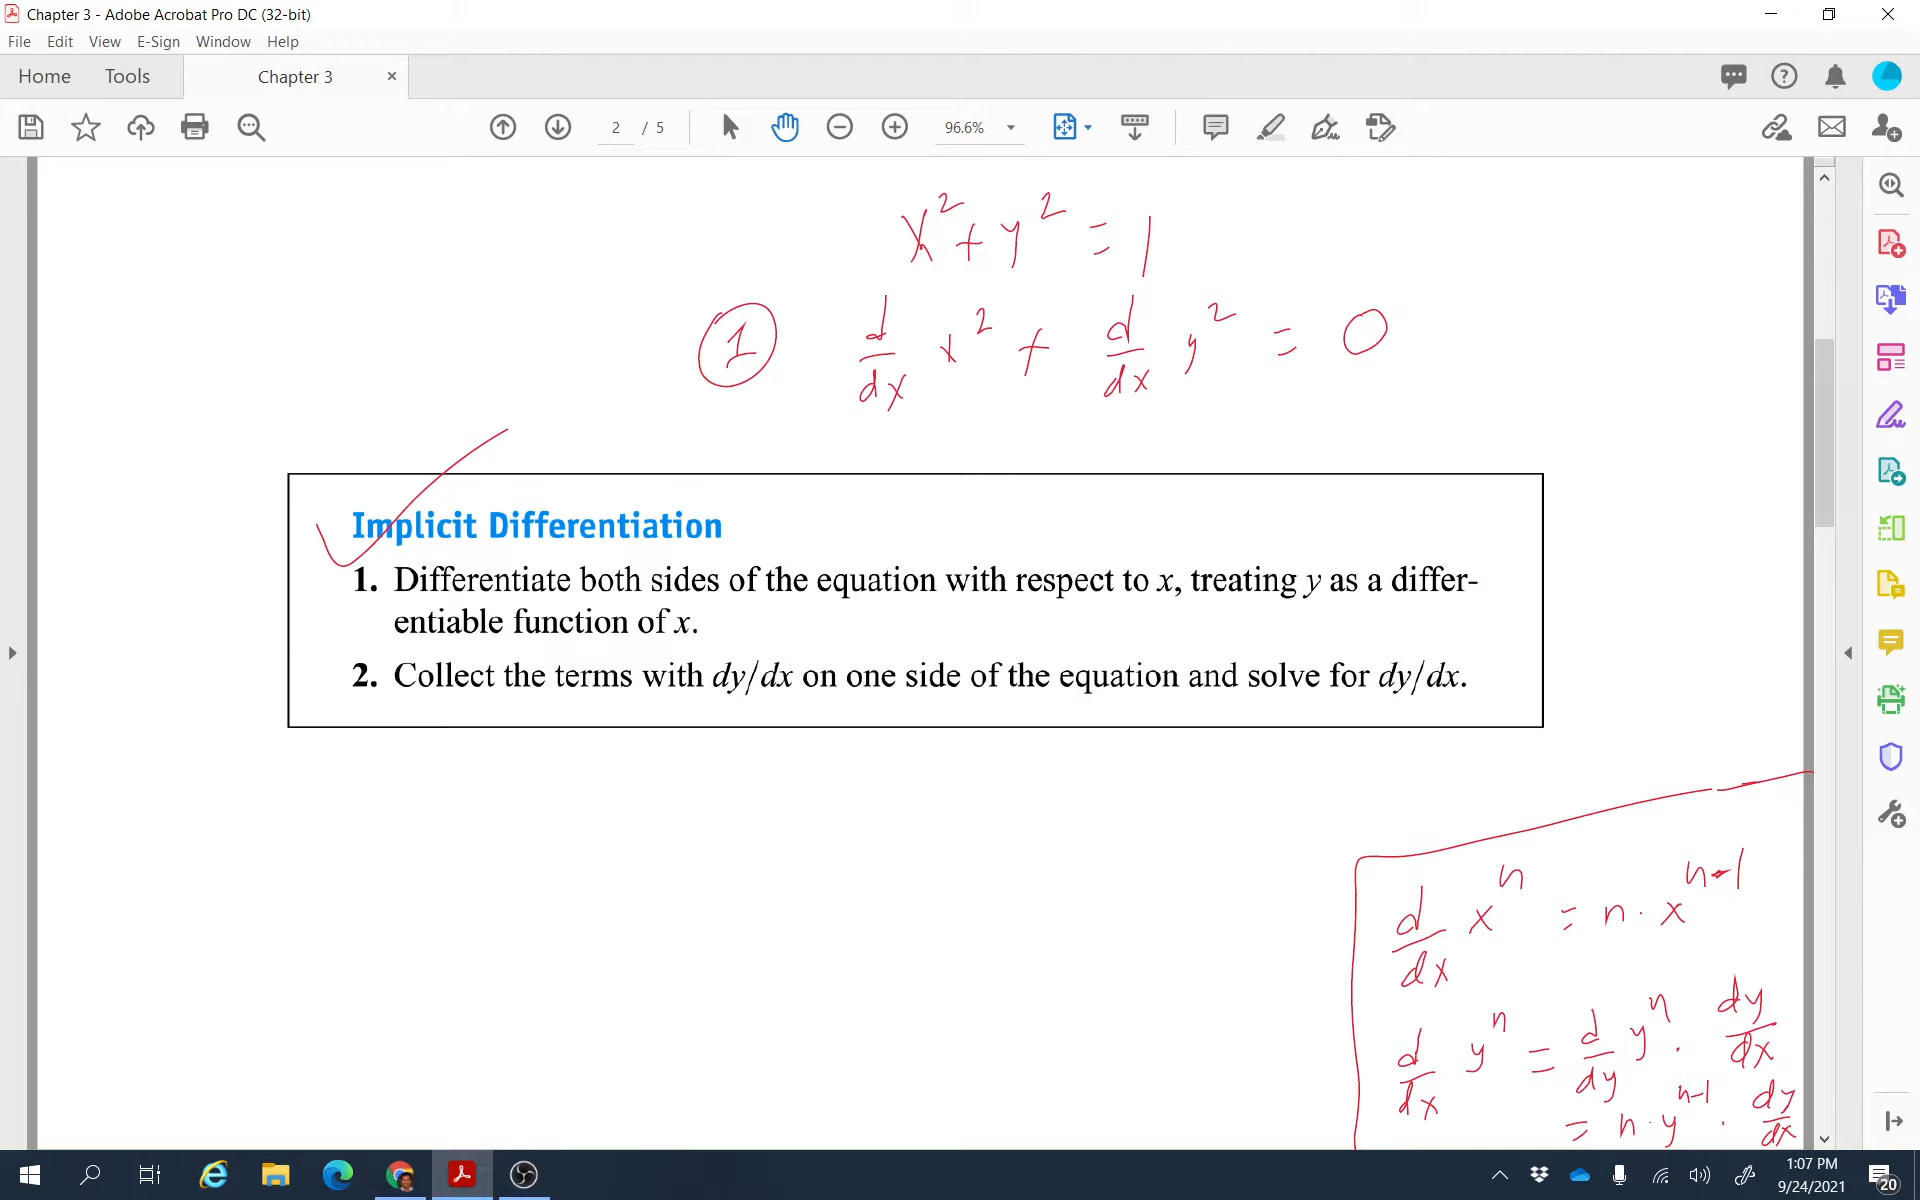 Chapter 3 - Adobe Acrobat Pro DC (32-bit)
File Edit View E-Sign Window Help
Home Tools Chapter 3 ×
2 / 5 96.6%
x² + y² = 1
① d/dx x² + d/dx y² = 0
Implicit Differentiation
1. Differentiate both sides of the equation with respect to x, treating y as a differ-
entiable function of x.
2. Collect the terms with dy/dx on one side of the equation and solve for dy/dx.
d/dx xⁿ = n · xⁿ⁻¹
d/dx yⁿ = d/dy yⁿ · dy/dx
= n · yⁿ⁻¹ · dy/dx
1:07 PM
9/24/2021
20